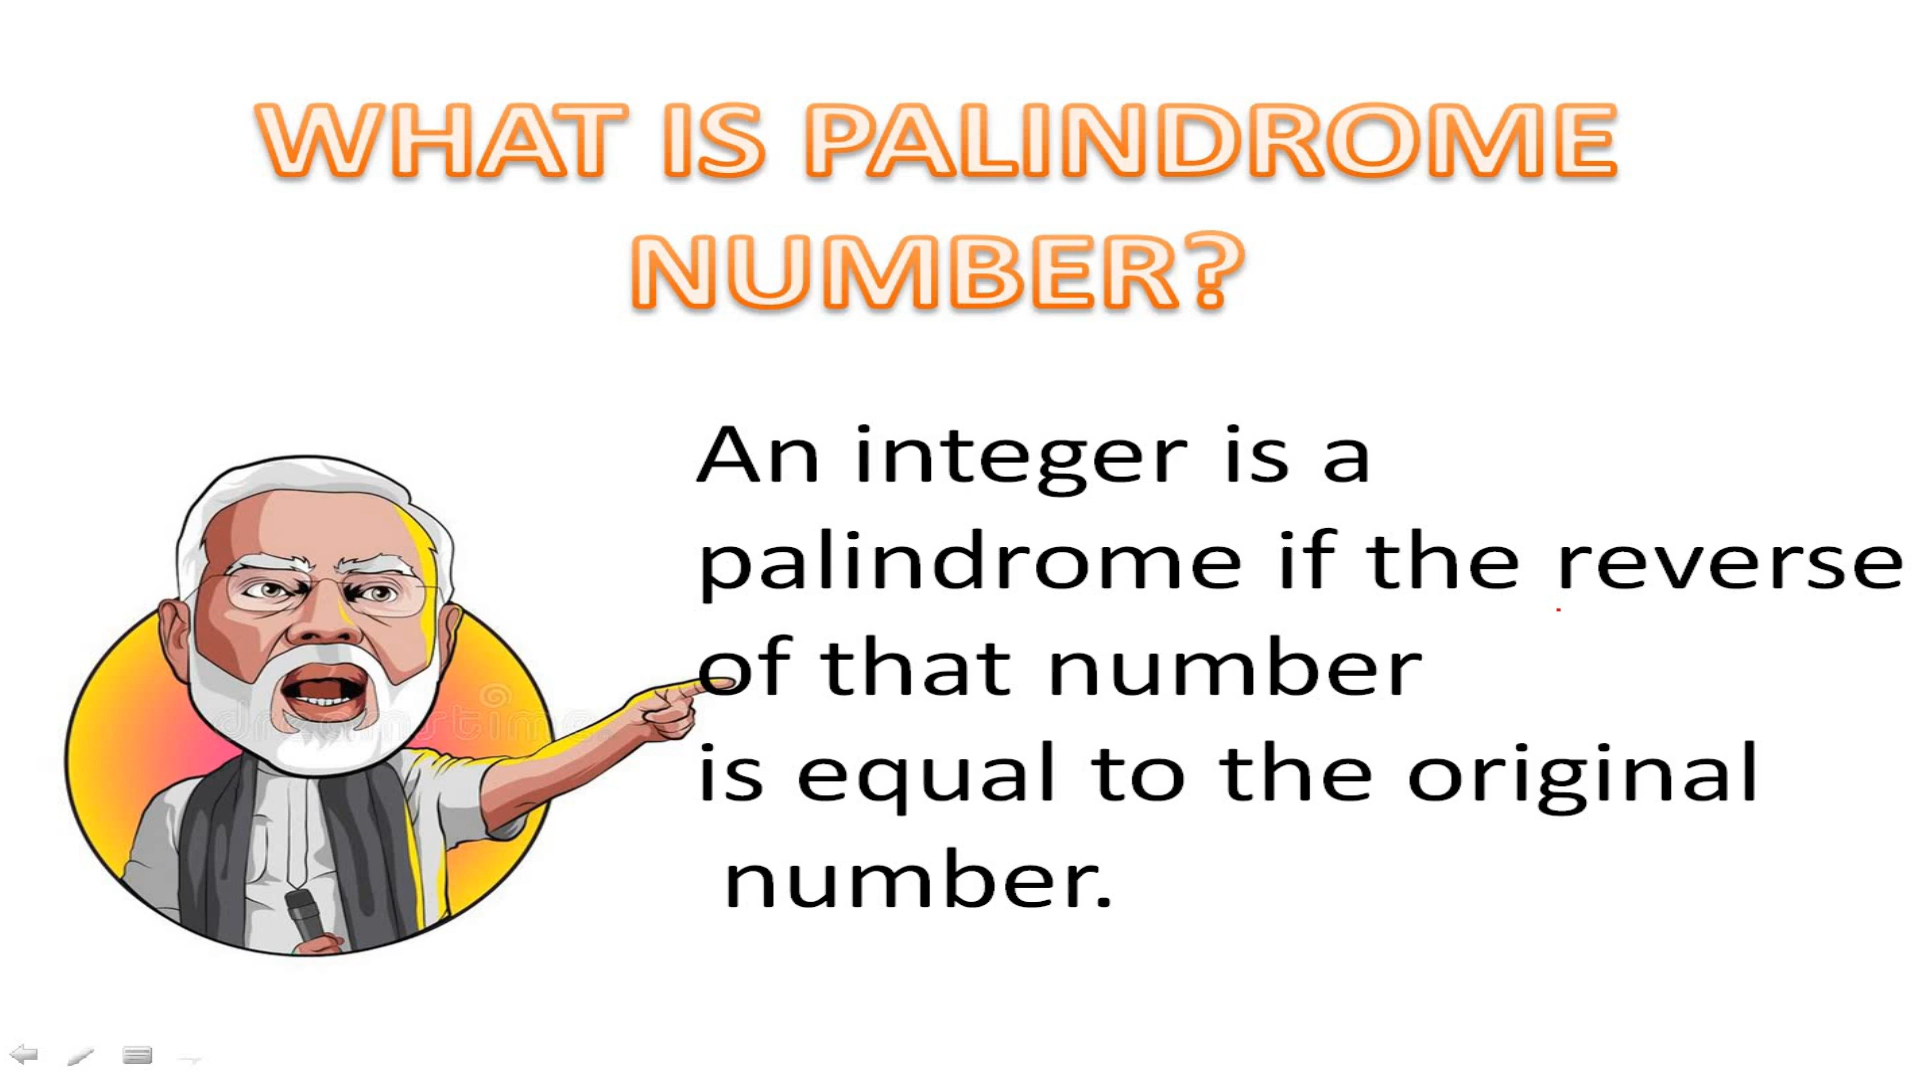 WHAT IS PALINDROME
NUMBER?
An integer is a
palindrome if the reverse
of that number
is equal to the original
number.
dreamstime